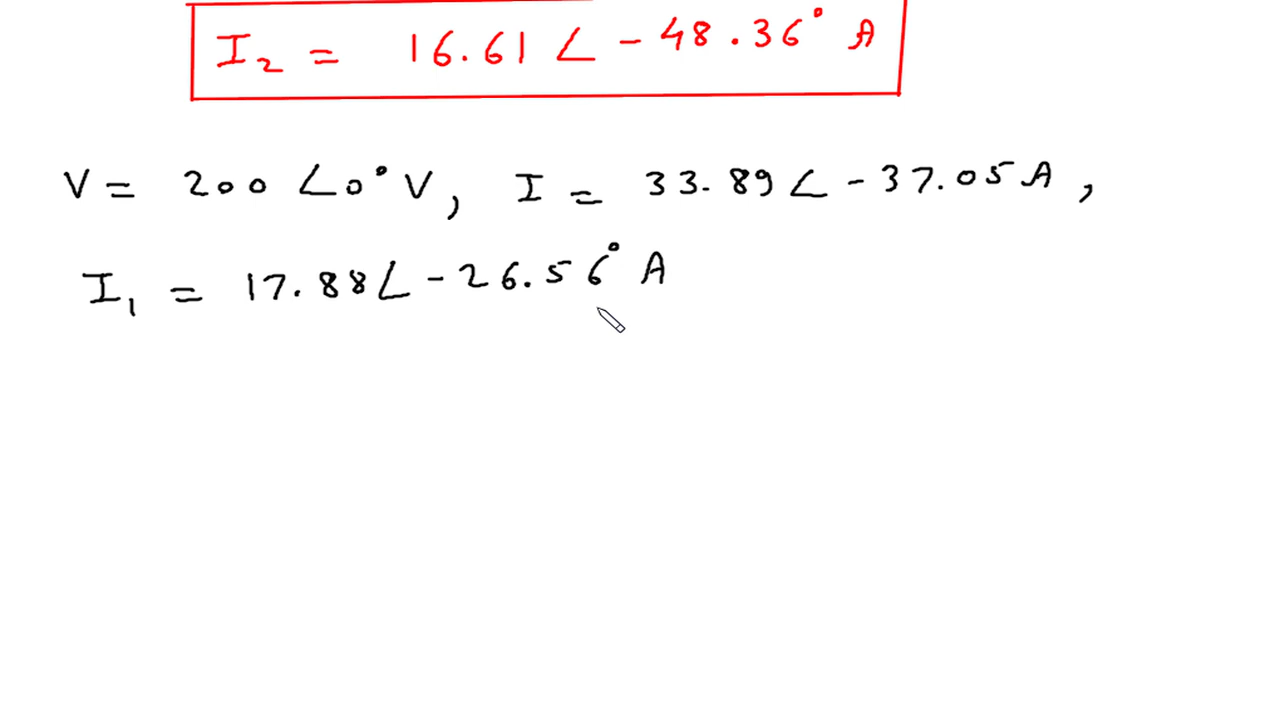 I₂ = 16.61 ∠ - 48.36° A
V = 200 ∠0° V, I = 33.89 ∠ - 37.05 A,
I₁ = 17.88 ∠ - 26.56° A